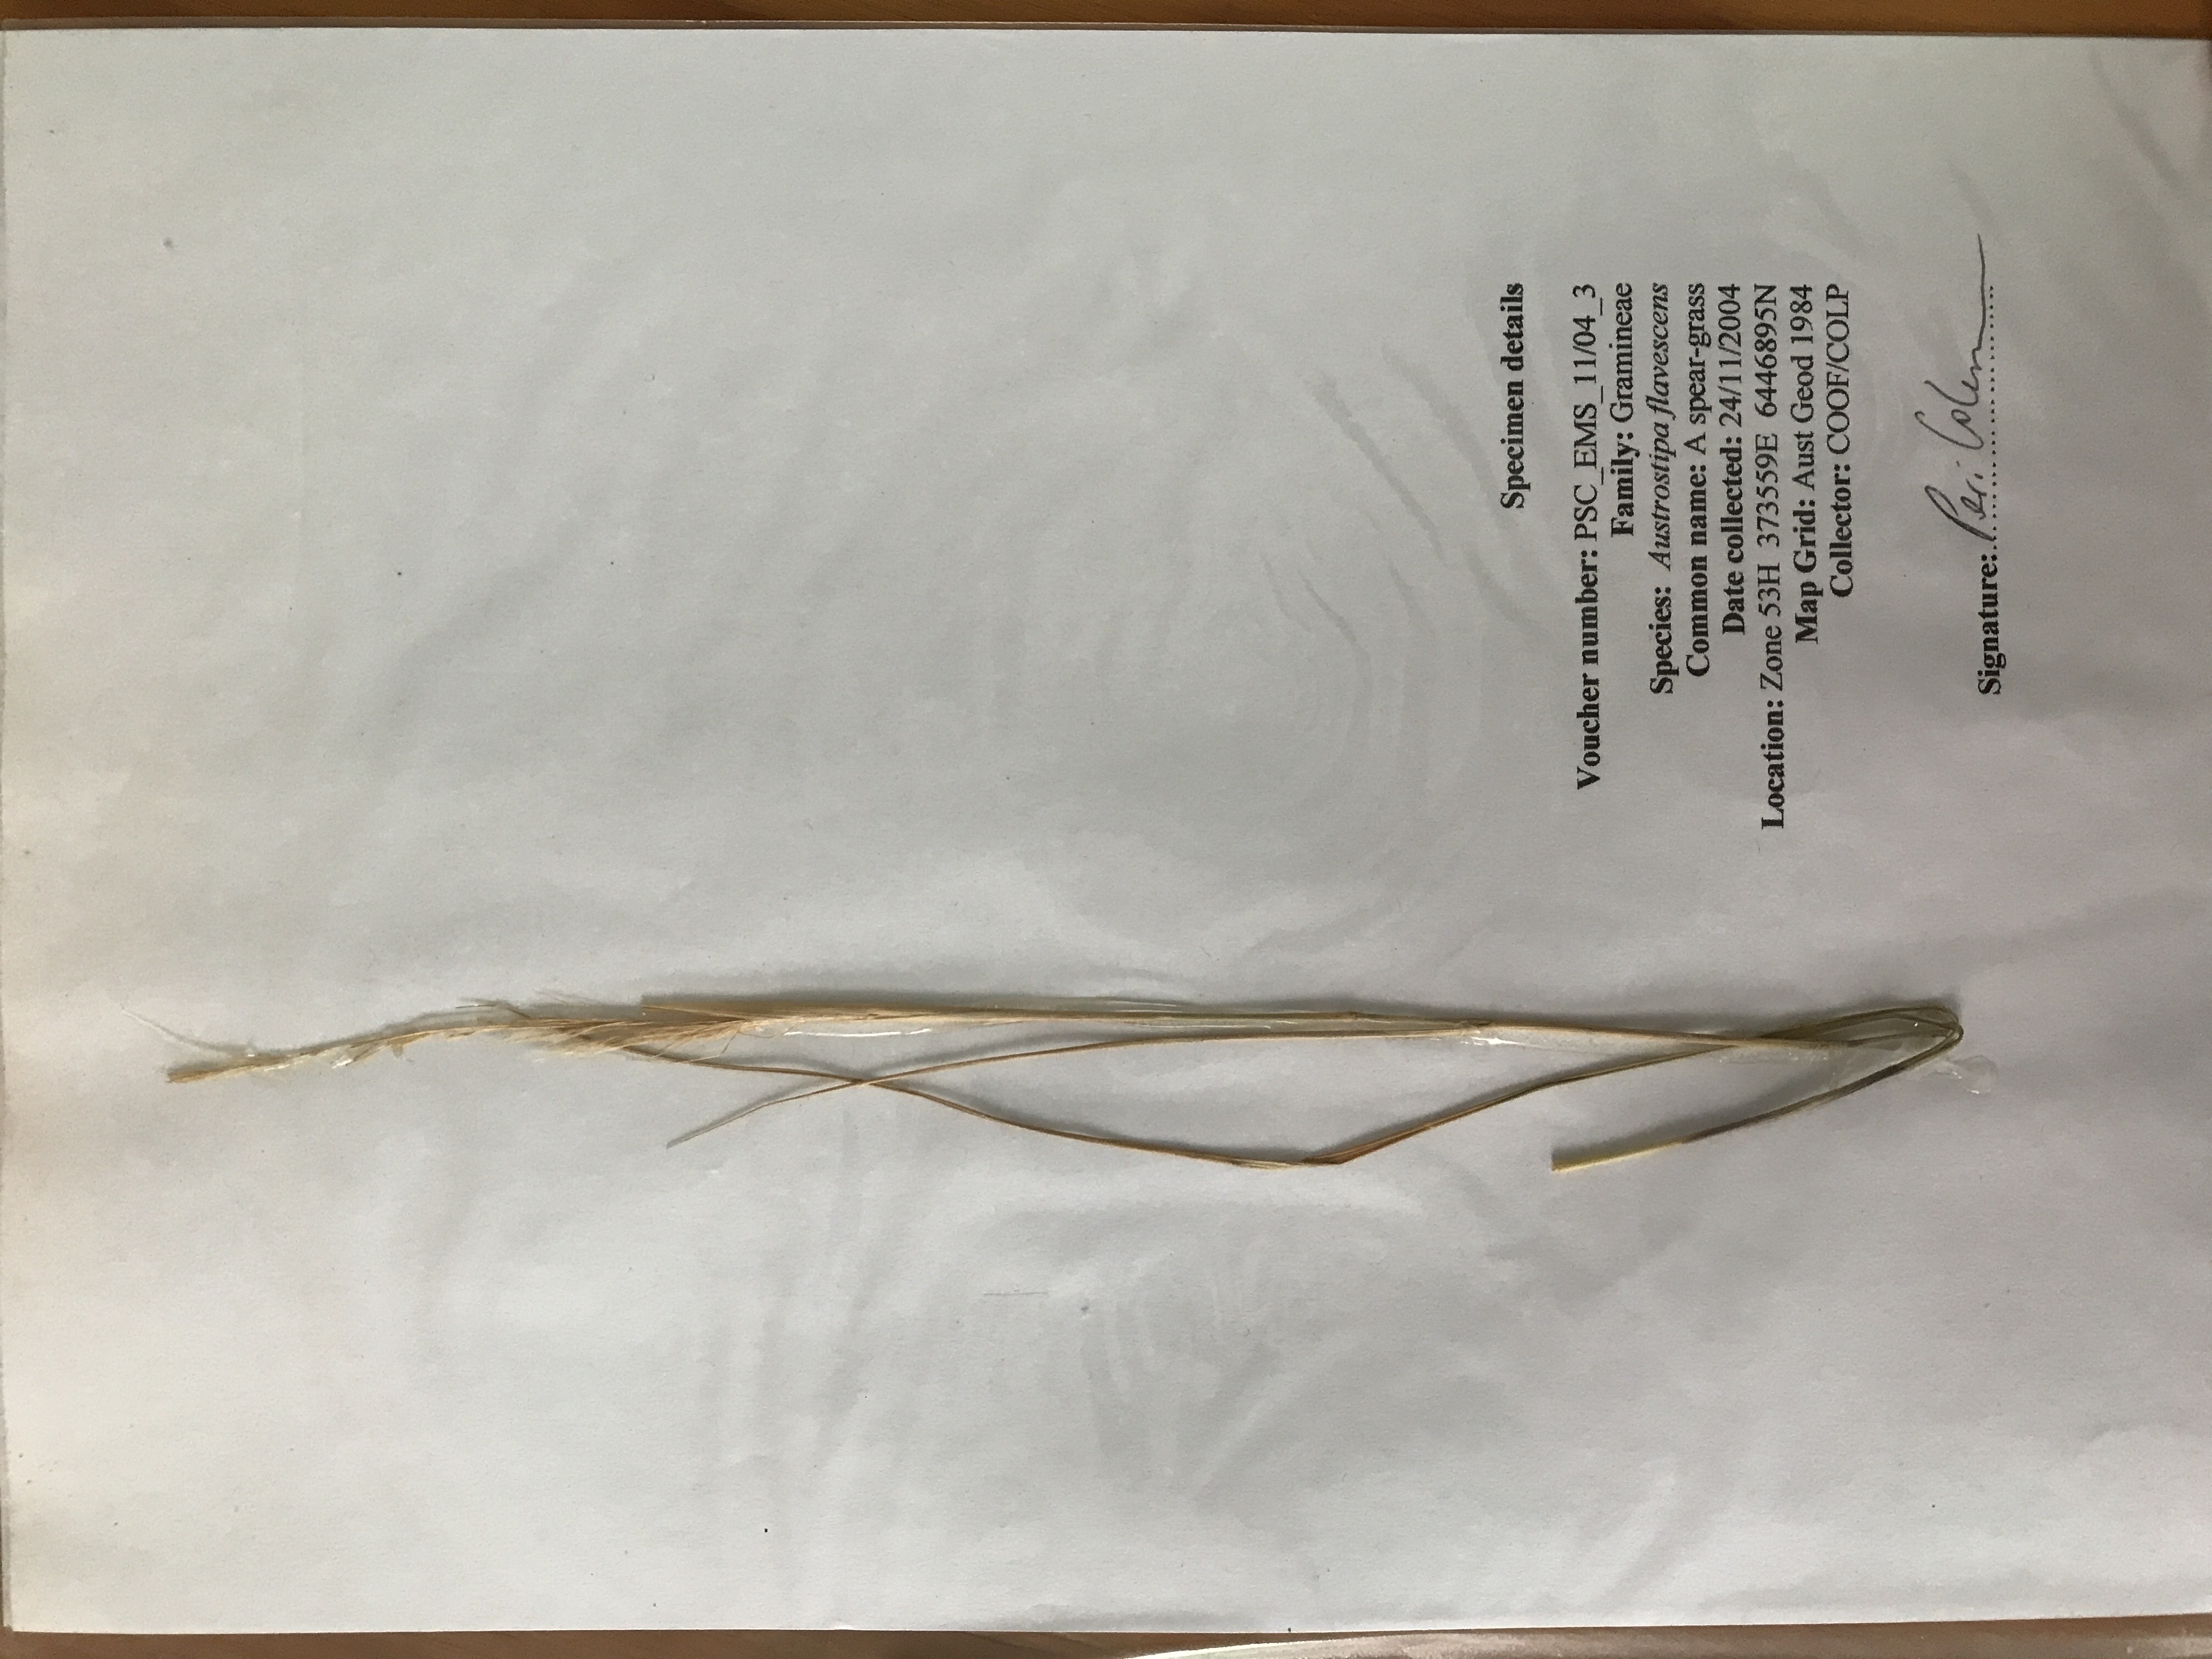 Specimen details
Voucher number: PSC_EMS_11/04_3
Family: Gramineae
Species: Austrostipa flavescens
Common name: A spear-grass
Date collected: 24/11/2004
Location: Zone 53H 373559E 6446895N
Map Grid: Aust Geod 1984
Collector: COOF/COLP
Signature: Peri